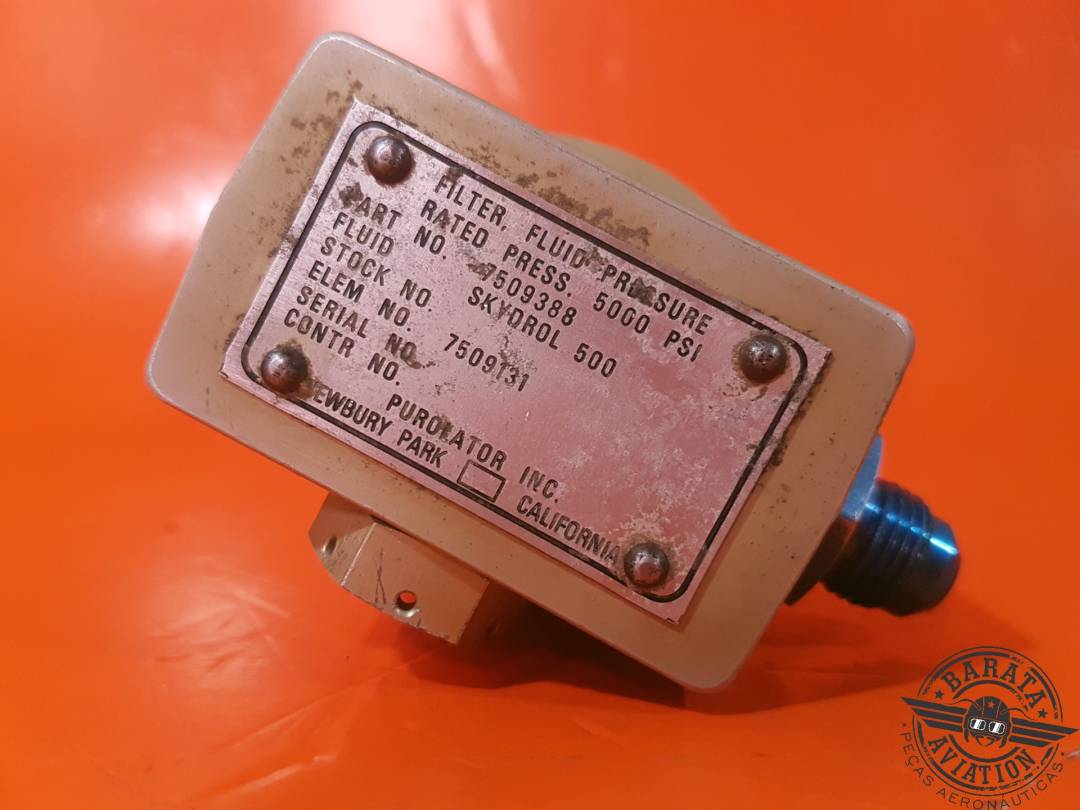 FILTER, FLUID PRESSURE
RATED PRESS. 5000 PSI
PART NO. 7509388
FLUID SKYDROL 500
STOCK NO.
ELEM NO. 7509131
SERIAL NO.
CONTR NO.
PUROLATOR INC.
NEWBURY PARK CALIFORNIA
BARATA
AVIATION
PEÇAS AERONÁUTICAS